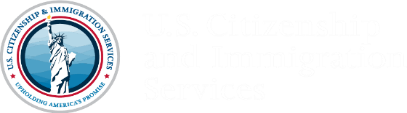 U.S. CITIZENSHIP & IMMIGRATION SERVICES
UPHOLDING AMERICA'S PROMISE
U.S. Citizenship
and Immigration
Services